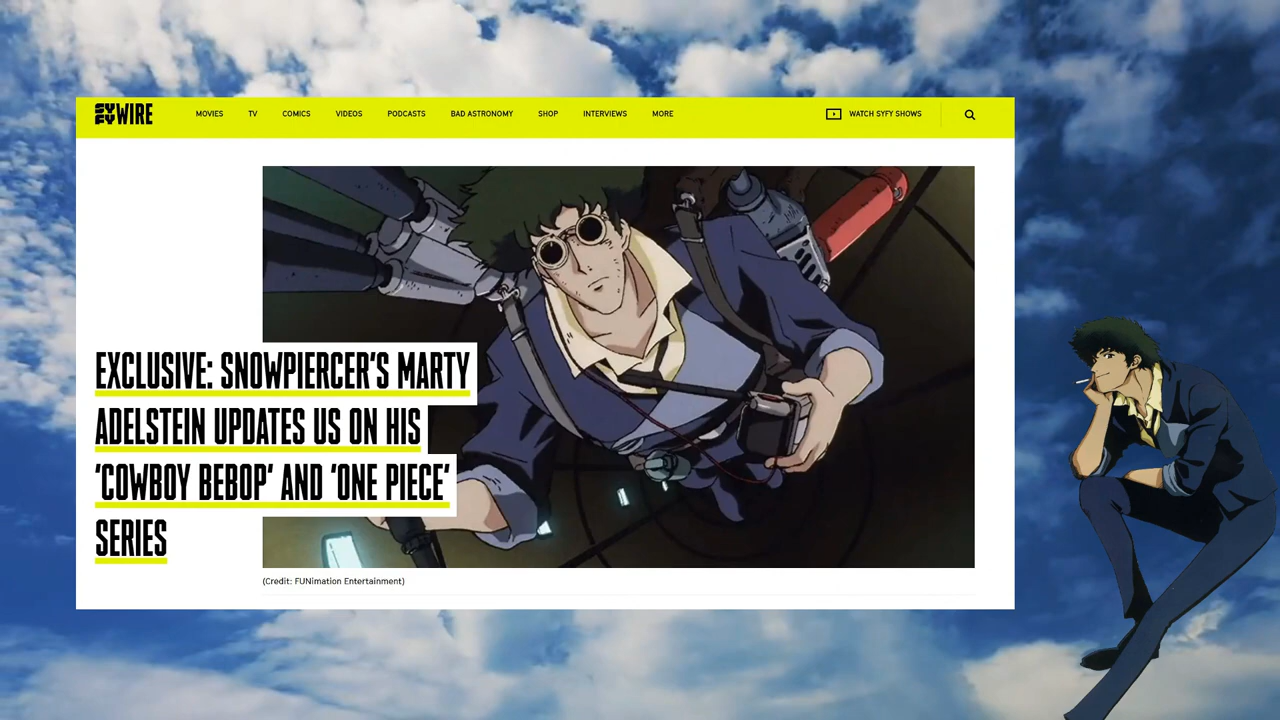 SYFY WIRE
MOVIES TV COMICS VIDEOS PODCASTS BAD ASTRONOMY SHOP INTERVIEWS MORE WATCH SYFY SHOWS
EXCLUSIVE: SNOWPIERCER'S MARTY
ADELSTEIN UPDATES US ON HIS
'COWBOY BEBOP' AND 'ONE PIECE'
SERIES
(Credit: FUNimation Entertainment)